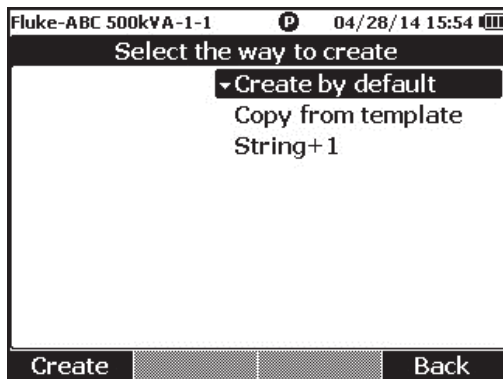 Fluke-ABC 500kVA-1-1 P 04/28/14 15:54
Select the way to create
Create by default
Copy from template
String+1
Create Back